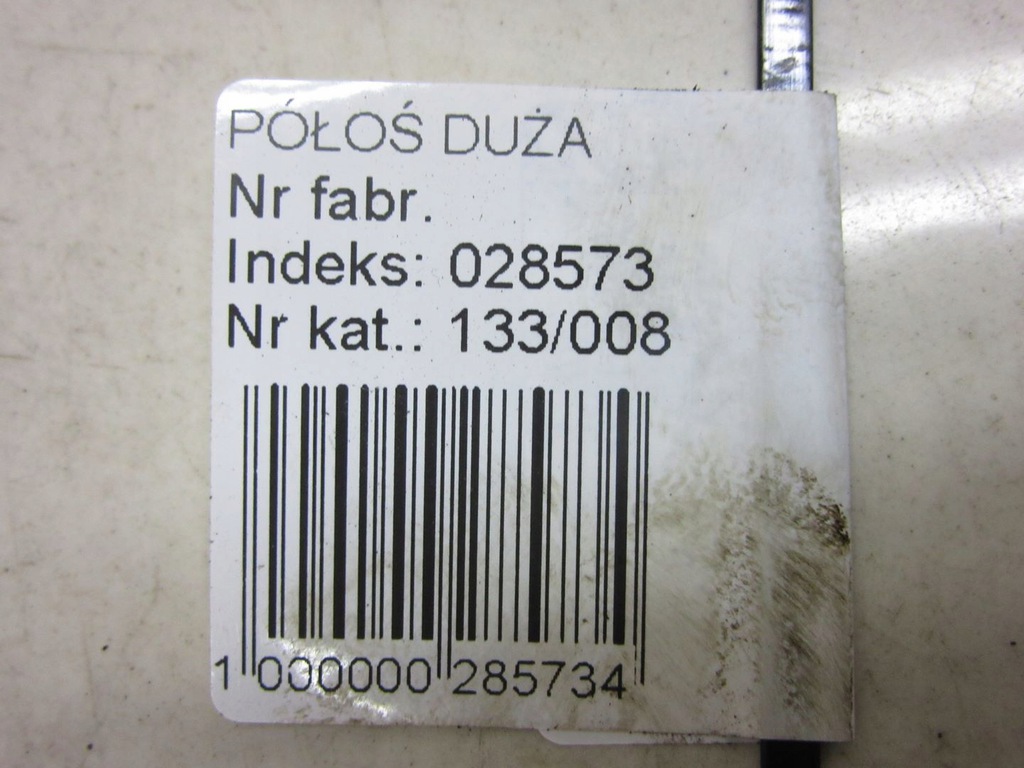 PÓŁOŚ DUŻA
Nr fabr.
Indeks: 028573
Nr kat.: 133/008
1 000000 285734